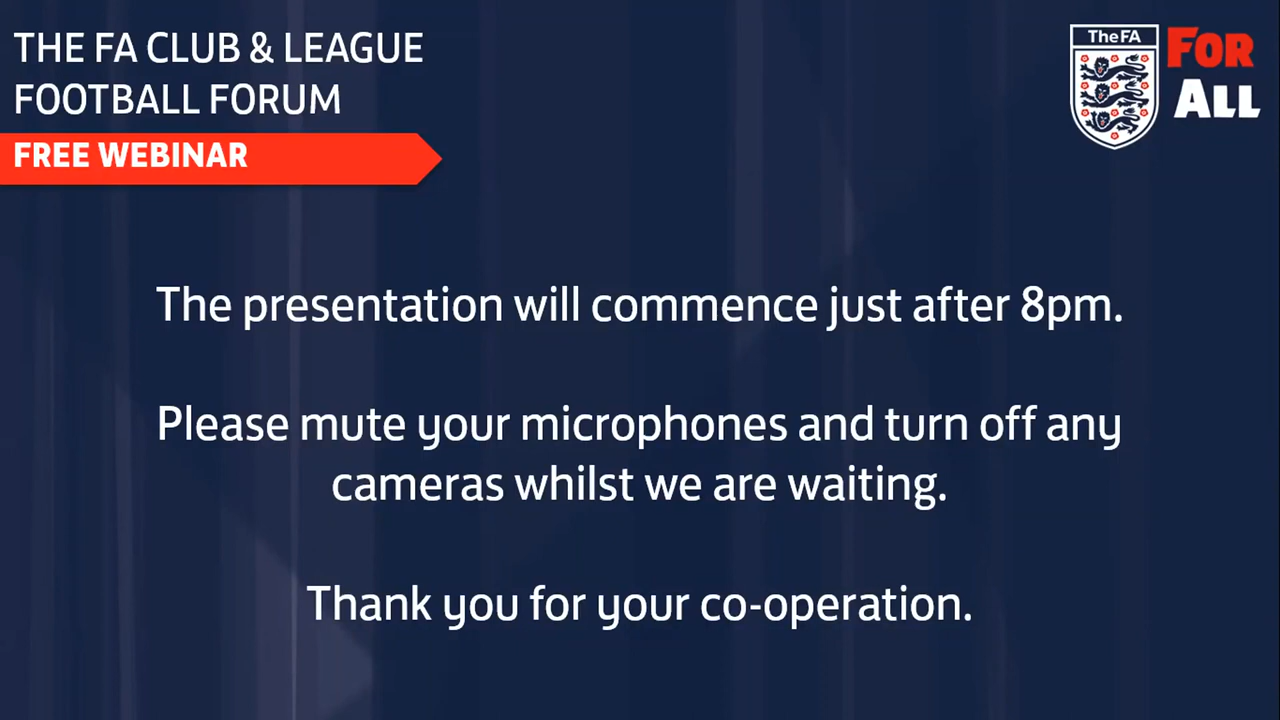 THE FA CLUB & LEAGUE
FOOTBALL FORUM
FREE WEBINAR
TheFA
FOR
ALL
The presentation will commence just after 8pm.
Please mute your microphones and turn off any
cameras whilst we are waiting.
Thank you for your co-operation.